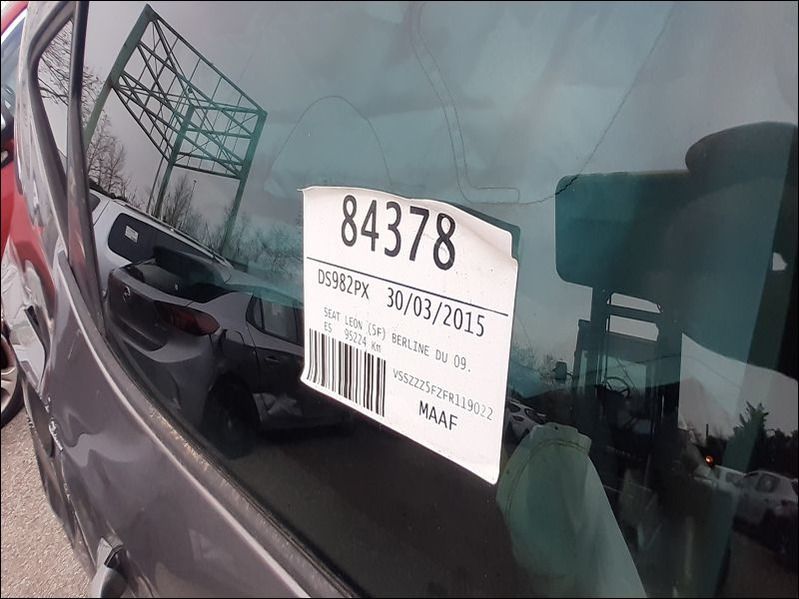 84378
DS982PX 30/03/2015
SEAT LEON (5F) BERLINE DU 09.
ES 95224 Km
VSSZZZ5FZFR119022
MAAF